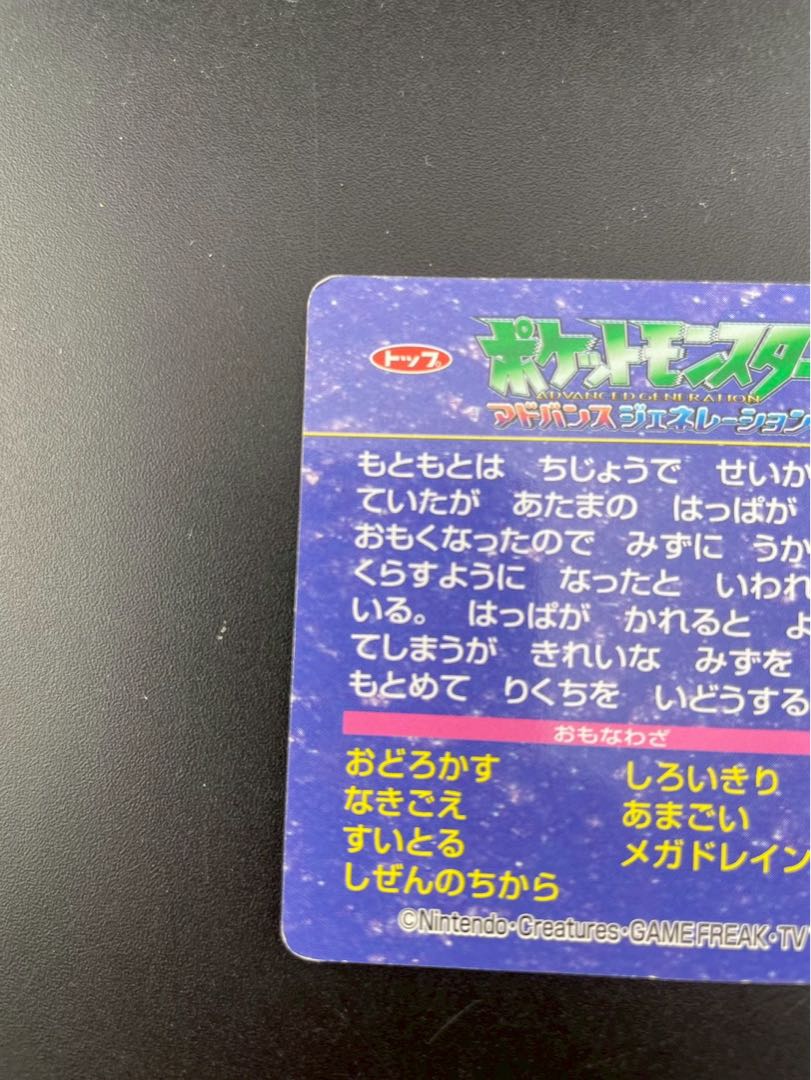 トップ
ポケットモンスター
ADVANCED GENERATION
アドバンスジェネレーション
もともとは ちじょうで せいか
ていたが あたまの はっぱが
おもくなったので みずに うか
くらすように なったと いわれ
いる。 はっぱが かれると よ
てしまうが きれいな みずを
もとめて りくちを いどうする
おもなわざ
おどろかす しろいきり
なきごえ あまごい
すいとる メガドレイン
しぜんのちから
©Nintendo・Creatures・GAME FREAK・TV